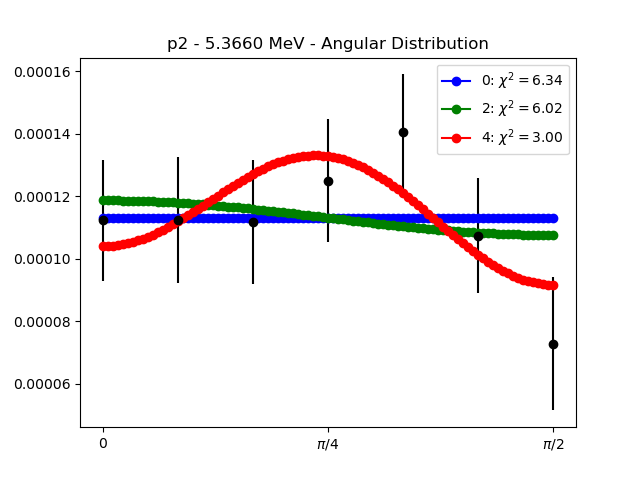 p2 - 5.3660 MeV - Angular Distribution
0.00016
0.00014
0.00012
0.00010
0.00008
0.00006
0: χ² = 6.34
2: χ² = 6.02
4: χ² = 3.00
0
π/4
π/2